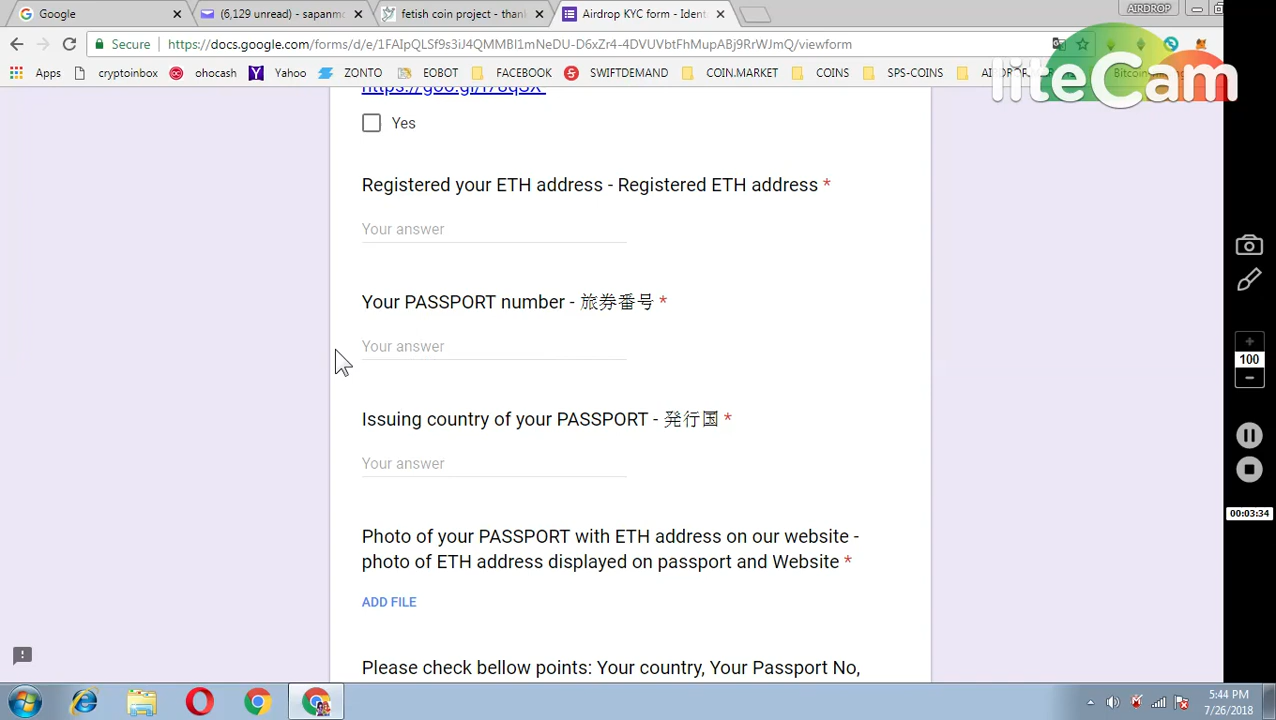 Google
(6,129 unread) - rsapanm
fetish coin project - thank
Airdrop KYC form - Ident
AIRDROP
Secure
https://docs.google.com/forms/d/e/1FAIpQLSf9s3iJ4QMMBl1mNeDU-D6xZr4-4DVUVbtFhMupABj9RrWJmQ/viewform
Apps
cryptoinbox
ohocash
Yahoo
EOBOT
FACEBOOK
SWIFTDEMAND
COIN.MARKET
COINS
SPS-COINS
liteCam
Yes
Registered your ETH address - Registered ETH address *
Your answer
Your PASSPORT number - 旅券番号 *
Your answer
Issuing country of your PASSPORT - 発行国 *
Your answer
Photo of your PASSPORT with ETH address on our website -
photo of ETH address displayed on passport and Website *
ADD FILE
Please check bellow points: Your country, Your Passport No,
100
00:03:34
5:44 PM
7/26/2018